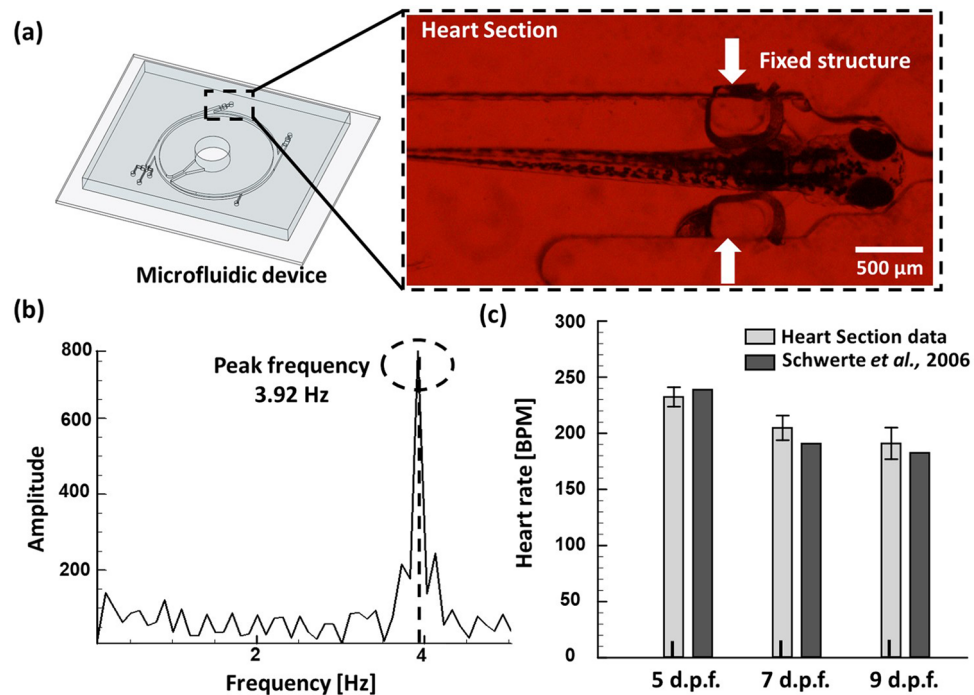 (a)
Heart Section
Fixed structure
500 μm
Microfluidic device
(b)
Peak frequency
3.92 Hz
800
600
400
200
2
4
Amplitude
Frequency [Hz]
(c)
Heart Section data
Schwerte et al., 2006
300
250
200
150
100
50
0
Heart rate [BPM]
5 d.p.f.
7 d.p.f.
9 d.p.f.